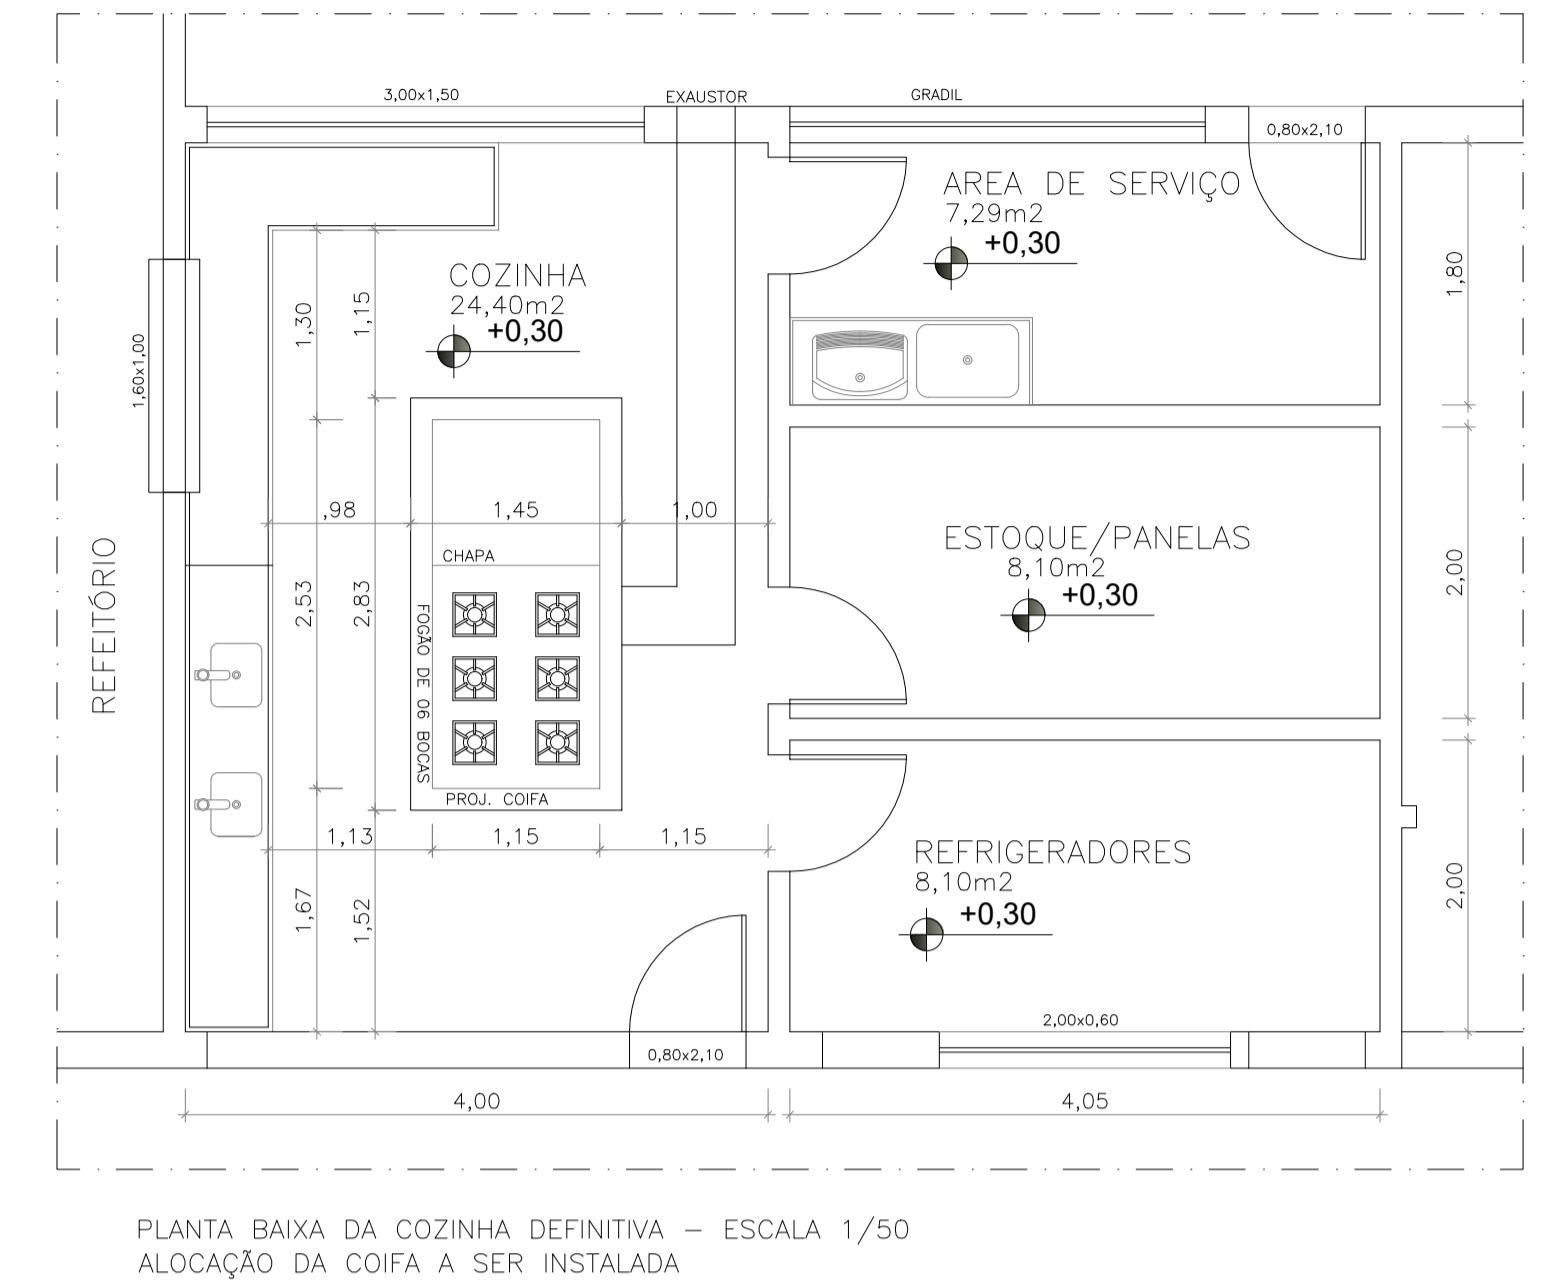 3,00x1,50
EXAUSTOR
GRADIL
0,80x2,10
AREA DE SERVIÇO
7,29m2
+0,30
COZINHA
24,40m2
+0,30
1,30
1,15
1,80
1,60x1,00
,98
1,45
1,00
CHAPA
ESTOQUE/PANELAS
8,10m2
+0,30
2,53
2,83
2,00
REFEITÓRIO
FOGÃO DE 06 BOCAS
PROJ. COIFA
1,13
1,15
1,15
REFRIGERADORES
8,10m2
+0,30
1,67
1,52
2,00
2,00x0,60
0,80x2,10
4,00
4,05
PLANTA BAIXA DA COZINHA DEFINITIVA – ESCALA 1/50
ALOCAÇÃO DA COIFA A SER INSTALADA